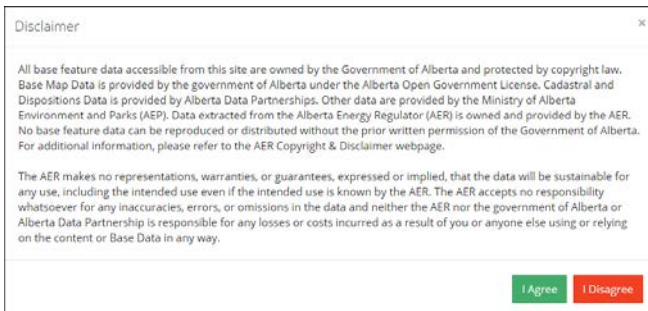 Disclaimer ×
All base feature data accessible from this site are owned by the Government of Alberta and protected by copyright law.
Base Map Data is provided by the government of Alberta under the Alberta Open Government License. Cadastral and
Dispositions Data is provided by Alberta Data Partnerships. Other data are provided by the Ministry of Alberta
Environment and Parks (AEP). Data extracted from the Alberta Energy Regulator (AER) is owned and provided by the AER.
No base feature data can be reproduced or distributed without the prior written permission of the Government of Alberta.
For additional information, please refer to the AER Copyright & Disclaimer webpage.
The AER makes no representations, warranties, or guarantees, expressed or implied, that the data will be sustainable for
any use, including the intended use even if the intended use is known by the AER. The AER accepts no responsibility
whatsoever for any inaccuracies, errors, or omissions in the data and neither the AER nor the government of Alberta or
Alberta Data Partnership is responsible for any losses or costs incurred as a result of you or anyone else using or relying
on the content or Base Data in any way.
I Agree I Disagree